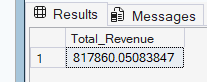 Results Messages
Total_Revenue
1 817860.05083847